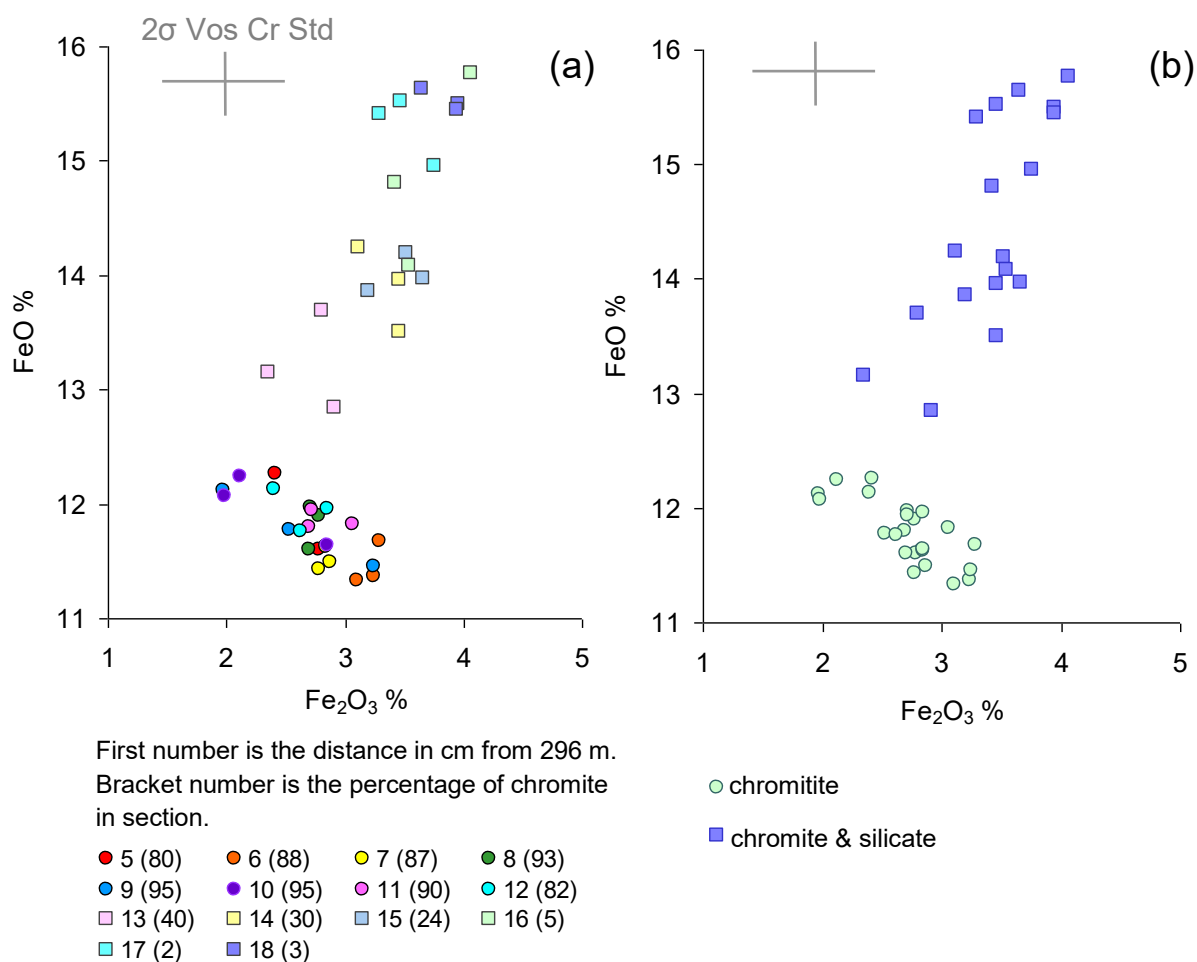 2σ Vos Cr Std
(a)
16
15
14
13
12
11
FeO %
1 2 3 4 5
Fe₂O₃ %
(b)
16
15
14
13
12
11
FeO %
1 2 3 4 5
Fe₂O₃ %
First number is the distance in cm from 296 m.
Bracket number is the percentage of chromite
in section.
5 (80) 6 (88) 7 (87) 8 (93)
9 (95) 10 (95) 11 (90) 12 (82)
13 (40) 14 (30) 15 (24) 16 (5)
17 (2) 18 (3)
chromitite
chromite & silicate